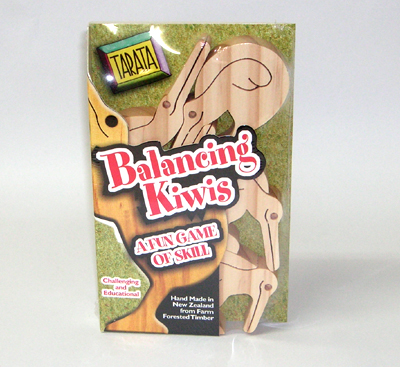 TARATA
Balancing
Kiwis
A FUN GAME
OF SKILL
Challenging
and
Educational
Hand Made in
New Zealand
from Farm
Forested Timber